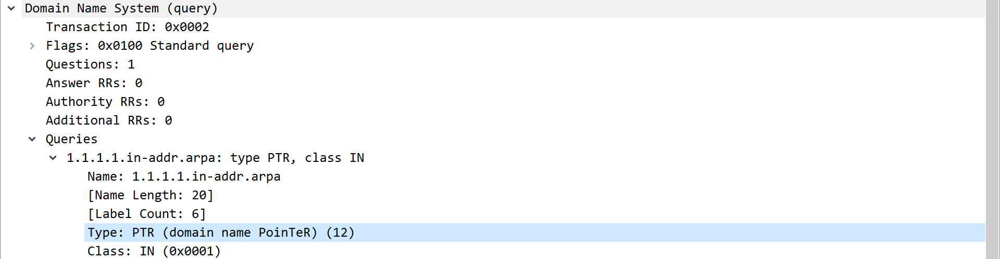 Domain Name System (query)
Transaction ID: 0x0002
Flags: 0x0100 Standard query
Questions: 1
Answer RRs: 0
Authority RRs: 0
Additional RRs: 0
Queries
1.1.1.1.in-addr.arpa: type PTR, class IN
Name: 1.1.1.1.in-addr.arpa
[Name Length: 20]
[Label Count: 6]
Type: PTR (domain name PoinTeR) (12)
Class: IN (0x0001)